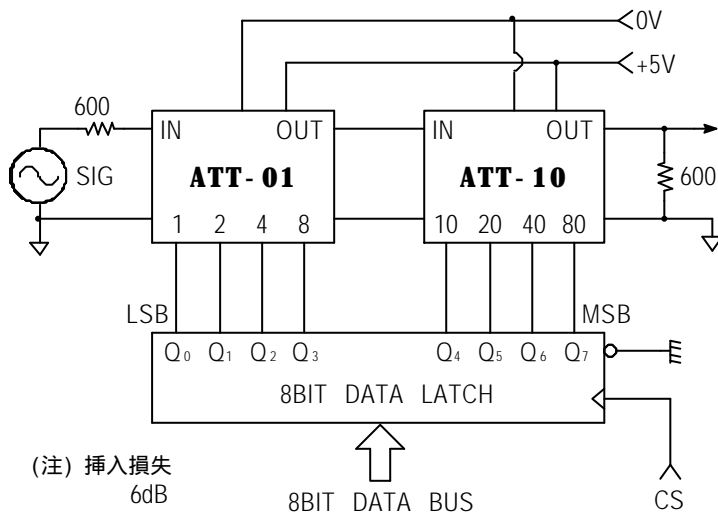 0V
+5V
600
IN OUT
IN OUT
SIG
ATT-01
ATT-10
600
1 2 4 8
10 20 40 80
LSB
MSB
Q0 Q1 Q2 Q3
Q4 Q5 Q6 Q7
8BIT DATA LATCH
(注) 挿入損失
6dB
8BIT DATA BUS
CS